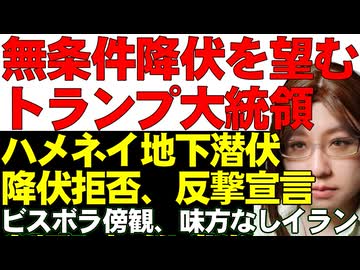 無条件降伏を望む
トランプ大統領
ハメネイ地下潜伏
降伏拒否、反撃宣言
ビスボラ傍観、味方なしイラン